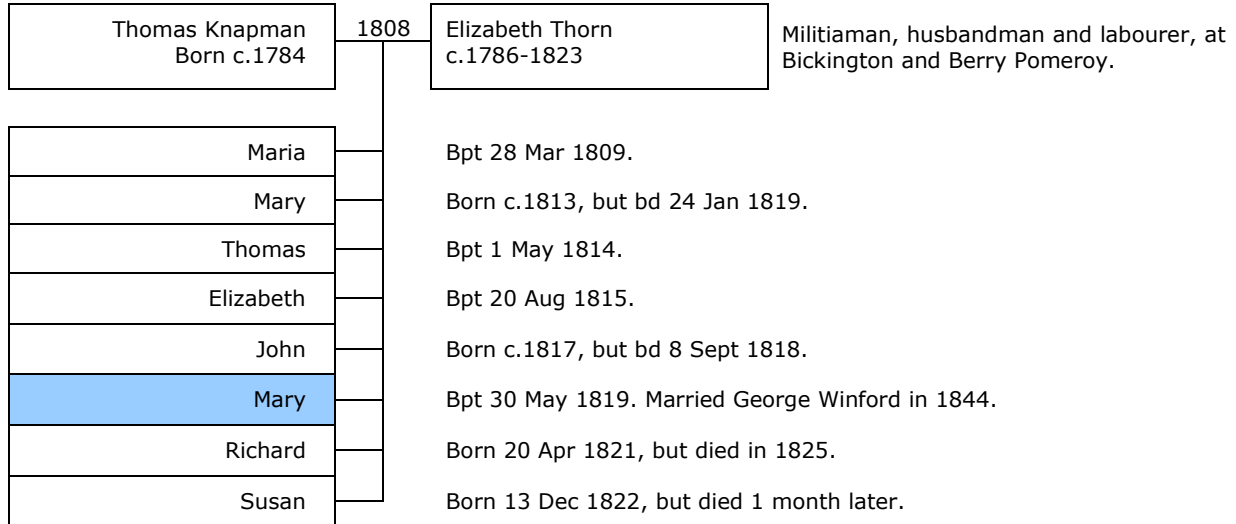 Thomas Knapman
Born c.1784
1808
Elizabeth Thorn
c.1786-1823
Militiaman, husbandman and labourer, at
Bickington and Berry Pomeroy.
Maria
Bpt 28 Mar 1809.
Mary
Born c.1813, but bd 24 Jan 1819.
Thomas
Bpt 1 May 1814.
Elizabeth
Bpt 20 Aug 1815.
John
Born c.1817, but bd 8 Sept 1818.
Mary
Bpt 30 May 1819. Married George Winford in 1844.
Richard
Born 20 Apr 1821, but died in 1825.
Susan
Born 13 Dec 1822, but died 1 month later.